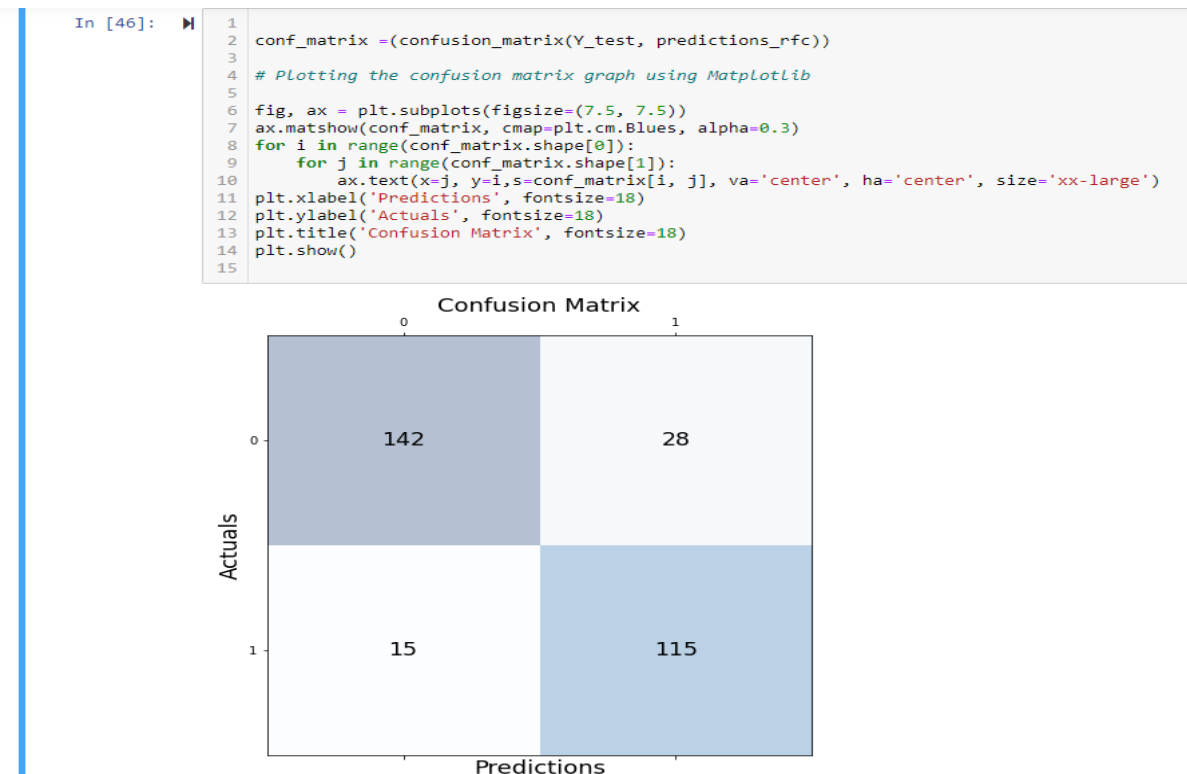 In [46]:
1
2 conf_matrix =(confusion_matrix(Y_test, predictions_rfc))
3
4 # Plotting the confusion matrix graph using Matplotlib
5
6 fig, ax = plt.subplots(figsize=(7.5, 7.5))
7 ax.matshow(conf_matrix, cmap=plt.cm.Blues, alpha=0.3)
8 for i in range(conf_matrix.shape[0]):
9     for j in range(conf_matrix.shape[1]):
10         ax.text(x=j, y=i,s=conf_matrix[i, j], va='center', ha='center', size='xx-large')
11 plt.xlabel('Predictions', fontsize=18)
12 plt.ylabel('Actuals', fontsize=18)
13 plt.title('Confusion Matrix', fontsize=18)
14 plt.show()
15
Confusion Matrix
0 1
0 142 28
Actuals
1 15 115
Predictions